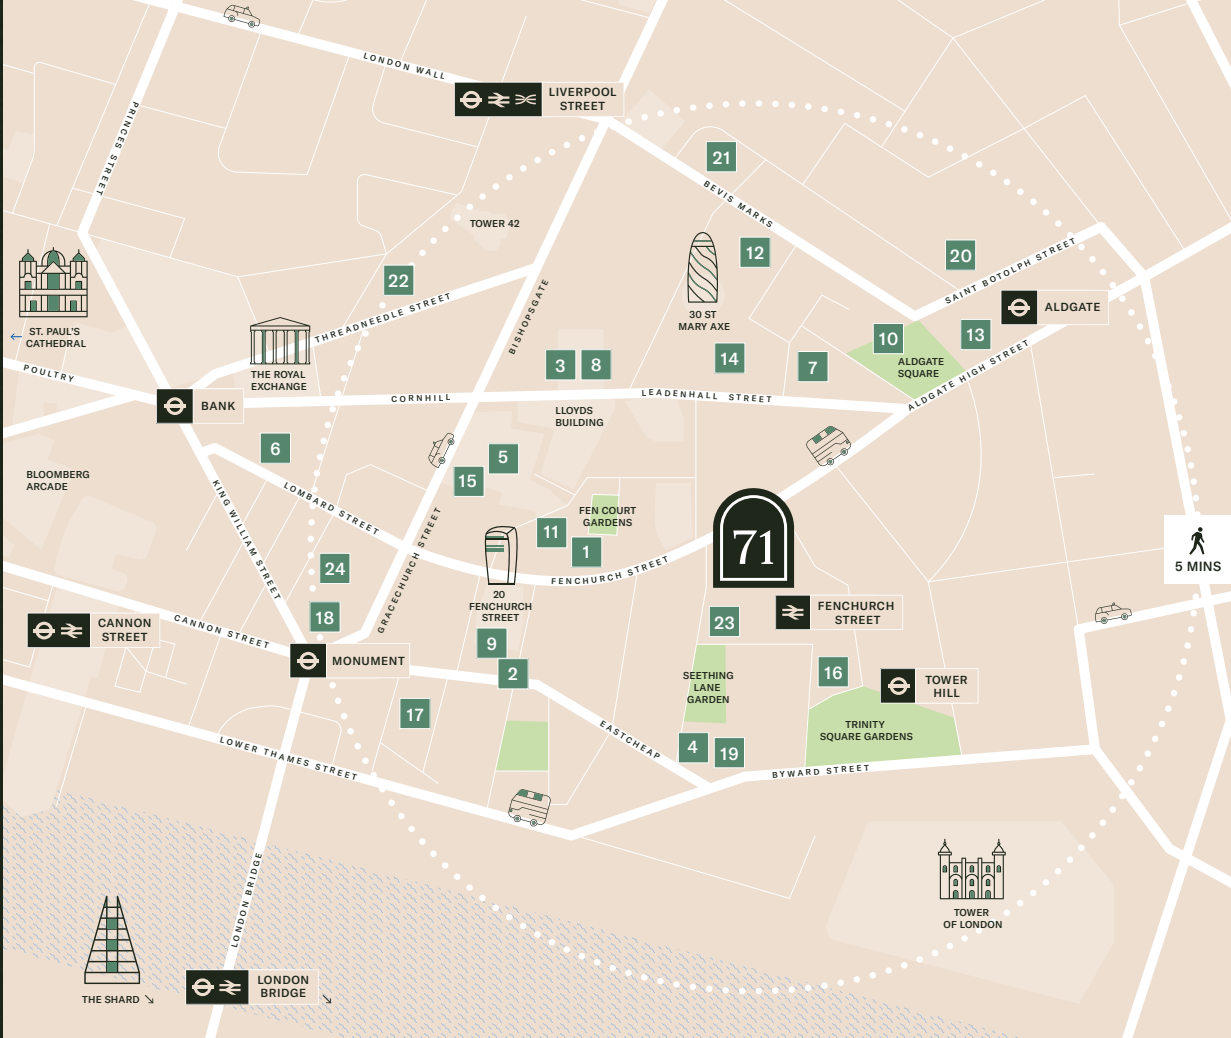 LONDON WALL
LIVERPOOL
STREET
PRINCES STREET
21
BEVIS MARKS
TOWER 42
12
20
SAINT BOTOLPH STREET
22
THREADNEEDLE STREET
BISHOPSGATE
30 ST
MARY AXE
ALDGATE
ST. PAUL'S
CATHEDRAL
THE ROYAL
EXCHANGE
10
13
ALDGATE
SQUARE
ALDGATE HIGH STREET
3
8
14
7
POULTRY
BANK
CORNHILL
LEADENHALL STREET
LLOYDS
BUILDING
6
5
15
BLOOMBERG
ARCADE
KING WILLIAM STREET
LOMBARD STREET
GRACECHURCH STREET
FEN COURT
GARDENS
11
1
71
FENCHURCH STREET
5 MINS
24
20
FENCHURCH
STREET
18
CANNON
STREET
CANNON STREET
23
FENCHURCH
STREET
9
2
MONUMENT
16
TOWER
HILL
SEETHING
LANE
GARDEN
17
TRINITY
SQUARE GARDENS
EASTCHEAP
4
19
LOWER THAMES STREET
BYWARD STREET
LONDON BRIDGE
TOWER
OF LONDON
THE SHARD
LONDON
BRIDGE